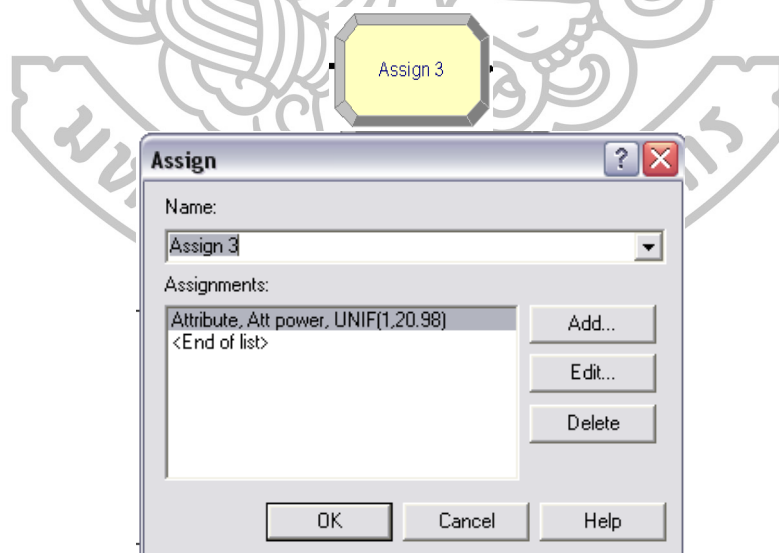 Assign 3
Assign
Name:
Assign 3
Assignments:
Attribute, Att power, UNIF(1,20.98)
<End of list>
Add...
Edit...
Delete
OK
Cancel
Help